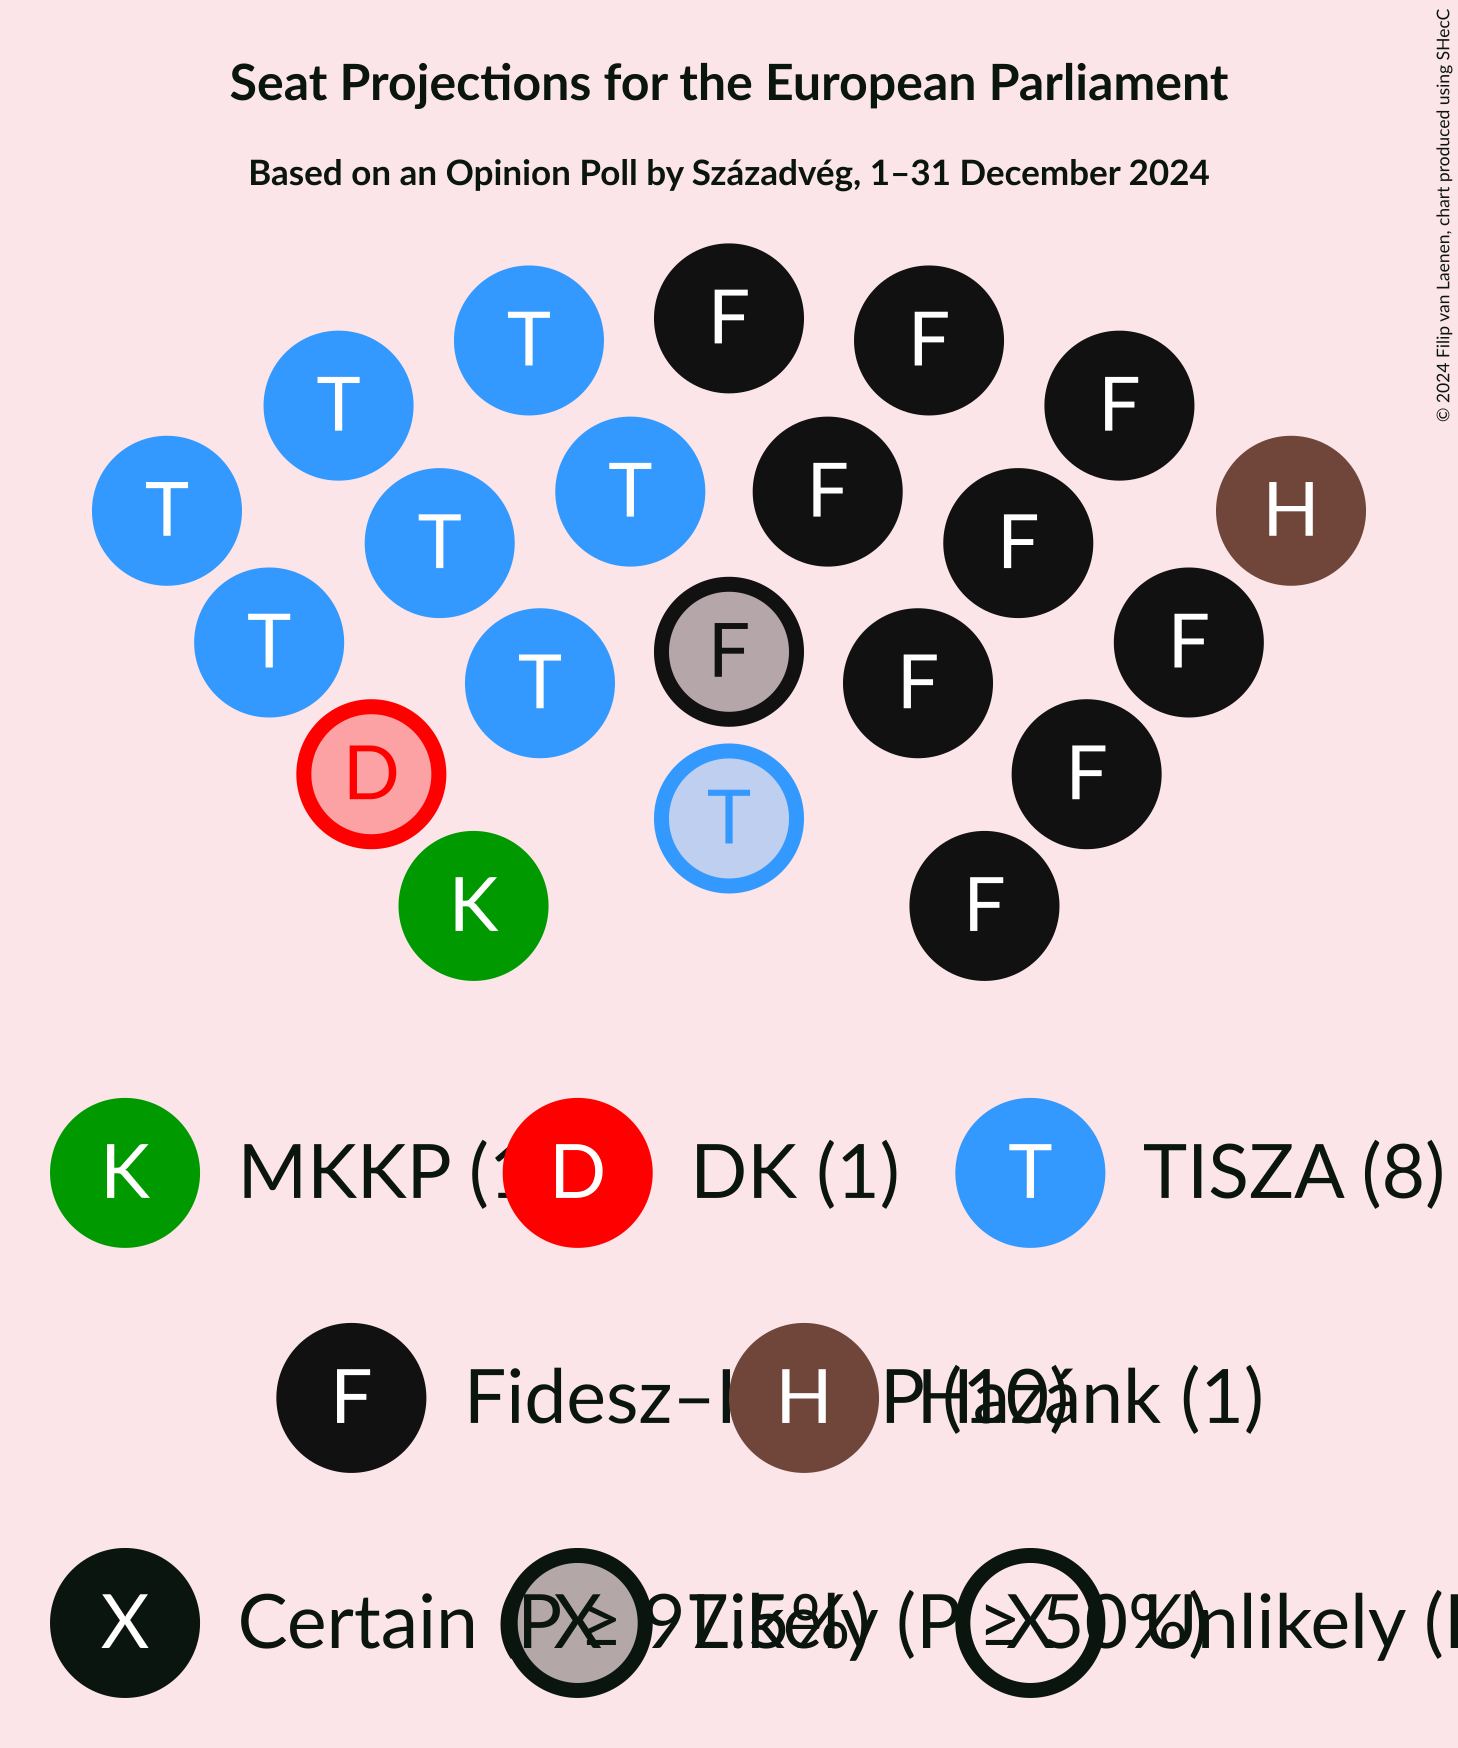 Seat Projections for the European Parliament
Based on an Opinion Poll by Századvég, 1–31 December 2024
© 2024 Filip van Laenen, chart produced using SHecC
F
T F
T F
T F F H
T F
T F
T F
T F F
D F
T
K F
K MKKP (1 D DK (1) T TISZA (8)
F Fidesz– P (10) H Hazánk (1)
X Certain (P ≥ 97.5%) X Likely (P ≥ 50%) X Unlikely (